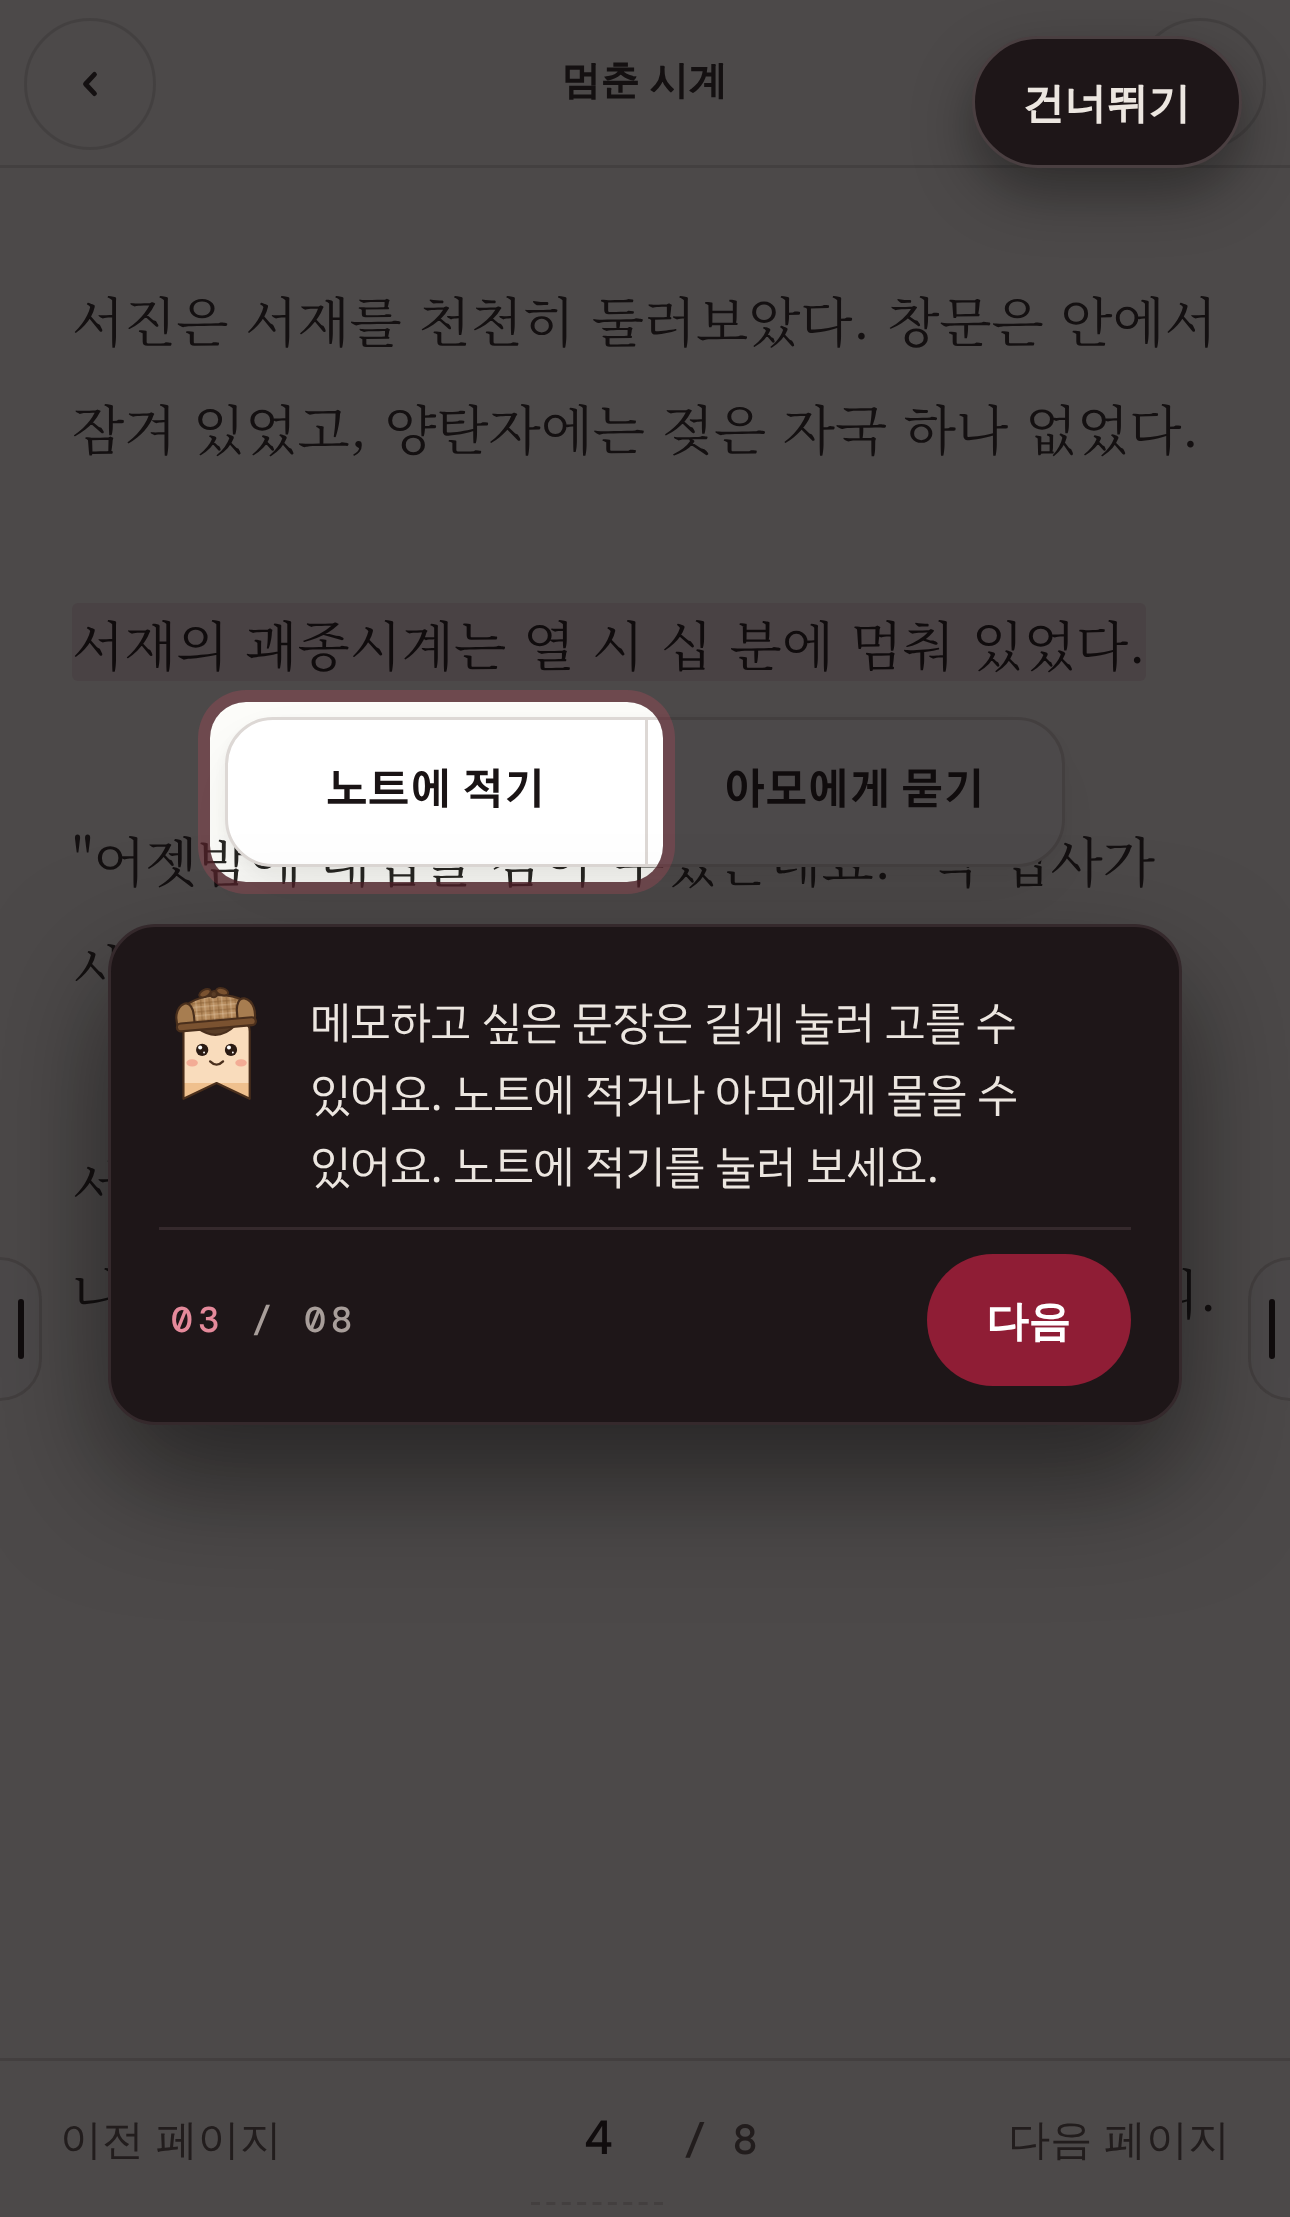 멈춘 시계
건너뛰기
서진은 서재를 천천히 둘러보았다. 창문은 안에서
잠겨 있었고, 양탄자에는 젖은 자국 하나 없었다.
서재의 괘종시계는 열 시 십 분에 멈춰 있었다.
노트에 적기
아모에게 묻기
"어젯밤에
메모하고 싶은 문장은 길게 눌러 고를 수
있어요. 노트에 적거나 아모에게 물을 수
있어요. 노트에 적기를 눌러 보세요.
03 / 08
다음
이전 페이지
4 / 8
다음 페이지